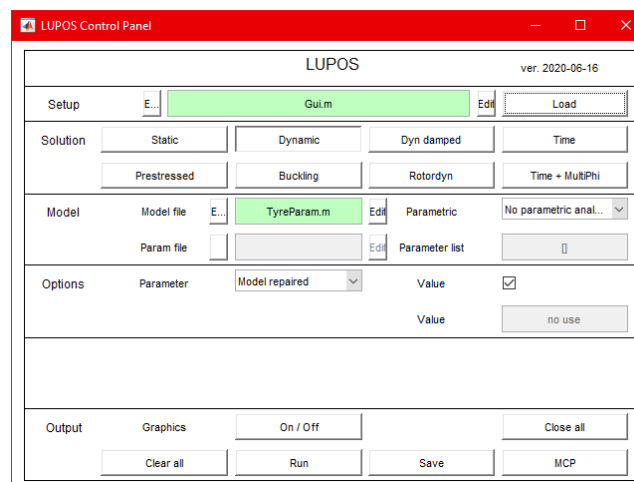 LUPOS Control Panel
LUPOS ver. 2020-06-16
Setup E... Gui.m Edit Load
Solution Static Dynamic Dyn damped Time
Prestressed Buckling Rotordyn Time + MultiPhi
Model Model file E... TyreParam.m Edit Parametric No parametric anal...
Param file Edit Parameter list []
Options Parameter Model repaired Value
Value no use
Output Graphics On / Off Close all
Clear all Run Save MCP